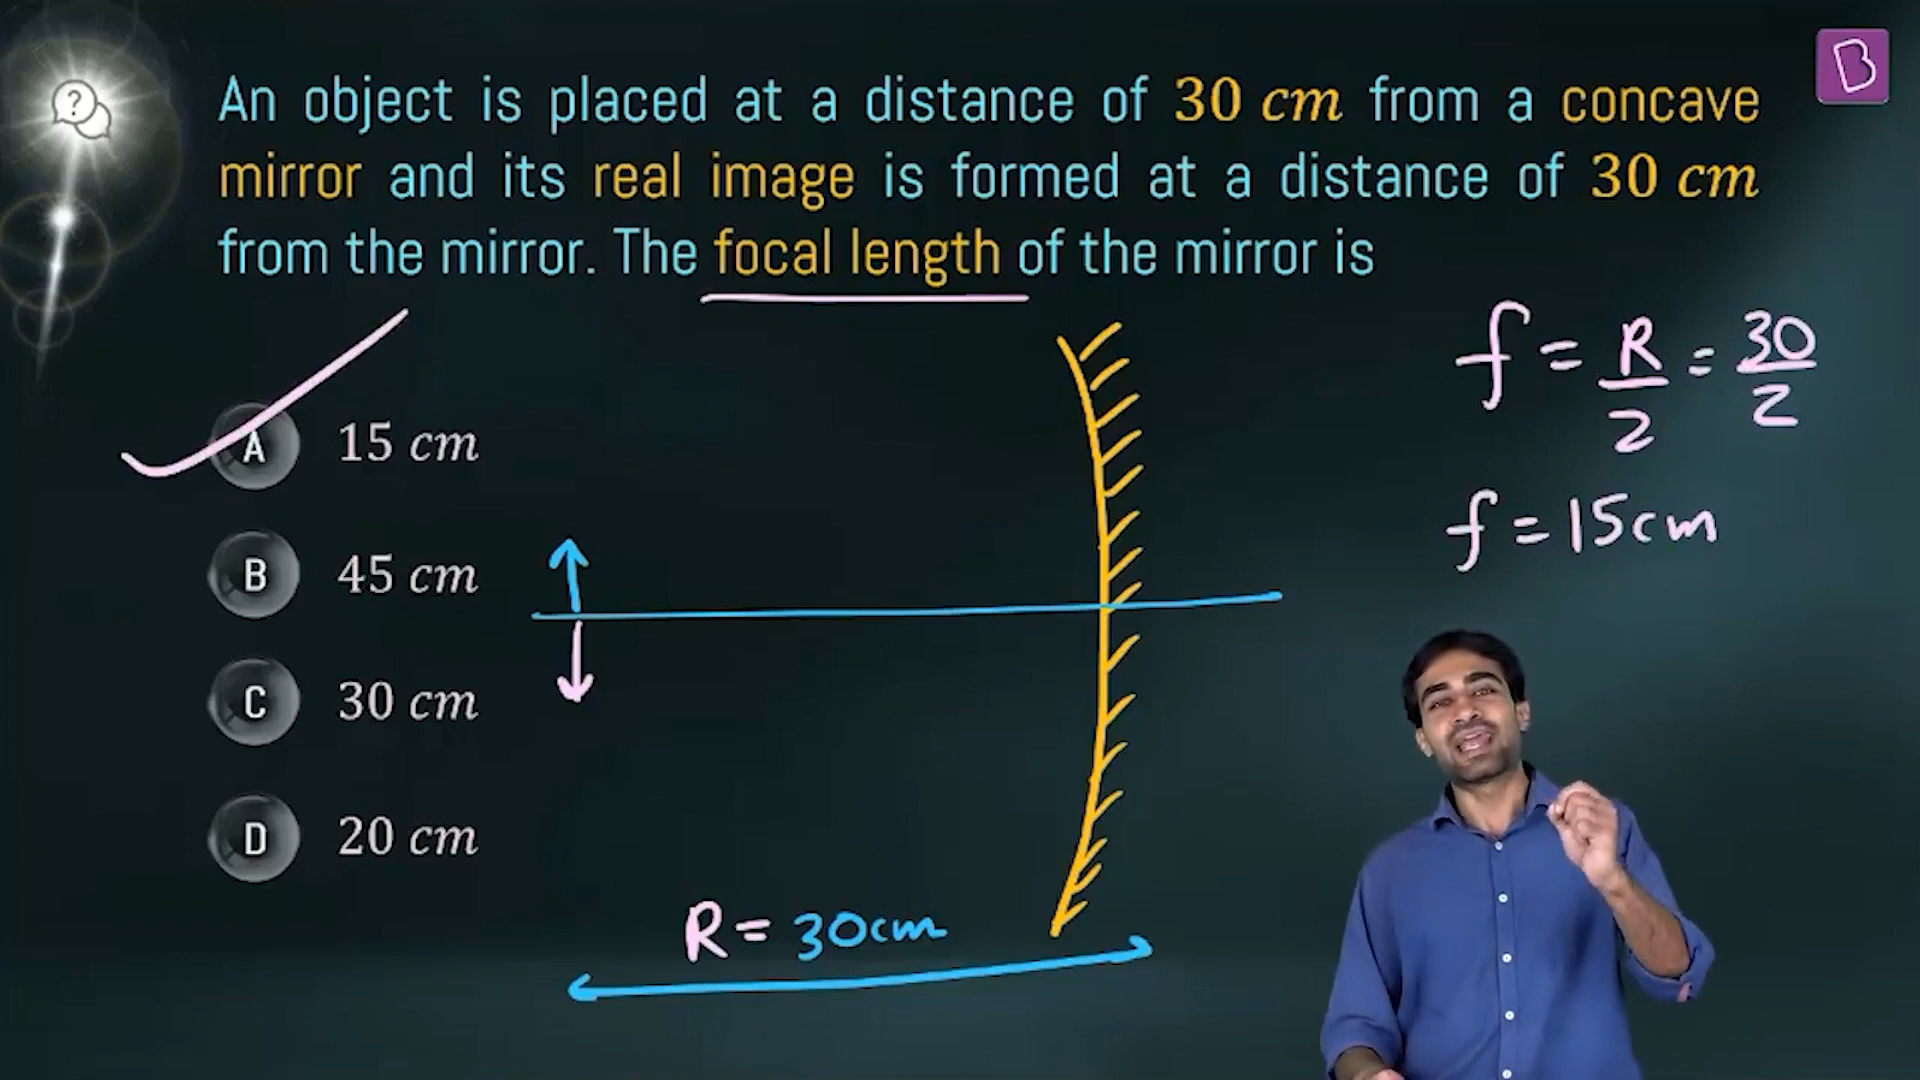 An object is placed at a distance of 30 cm from a concave
mirror and its real image is formed at a distance of 30 cm
from the mirror. The focal length of the mirror is
f = R/2 = 30/2
A 15 cm
f = 15cm
B 45 cm
C 30 cm
D 20 cm
R = 30cm
B
?